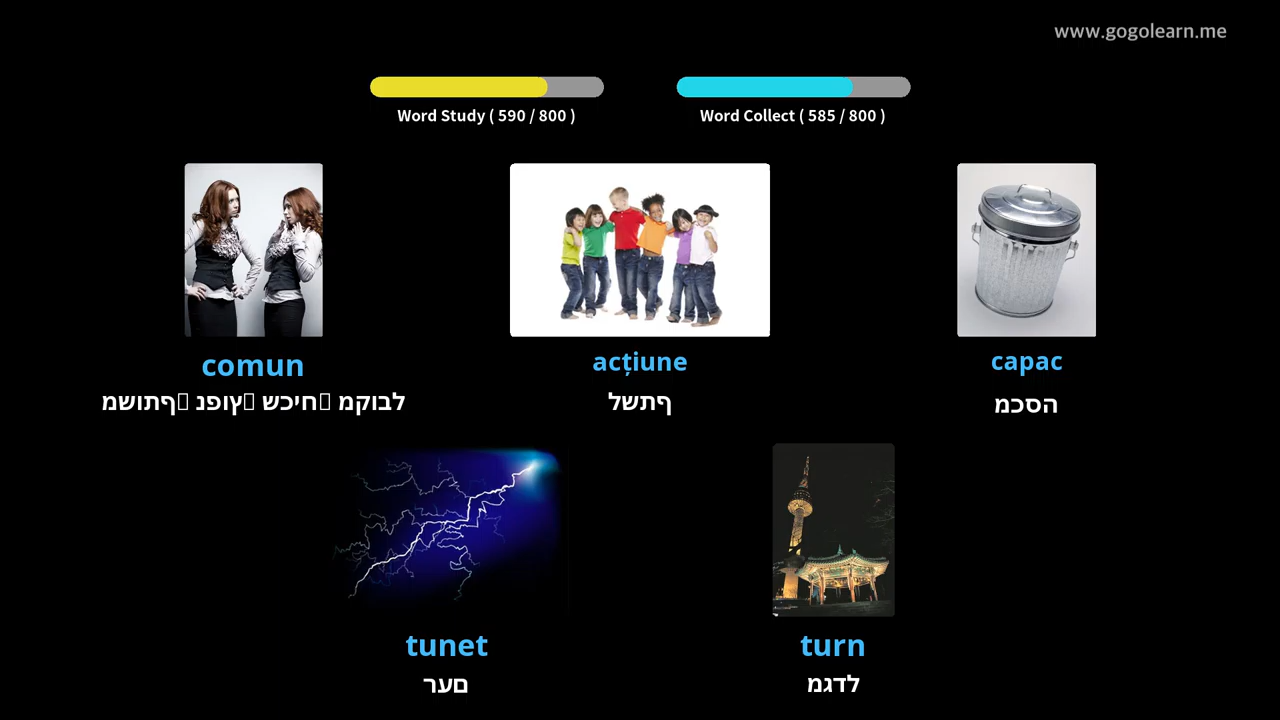 www.gogolearn.me
Word Study ( 590 / 800 )
Word Collect ( 585 / 800 )
comun
משותף□ נפוץ□ שכיח□ מקובל
acțiune
לשתף
capac
מכסה
tunet
רעם
turn
מגדל